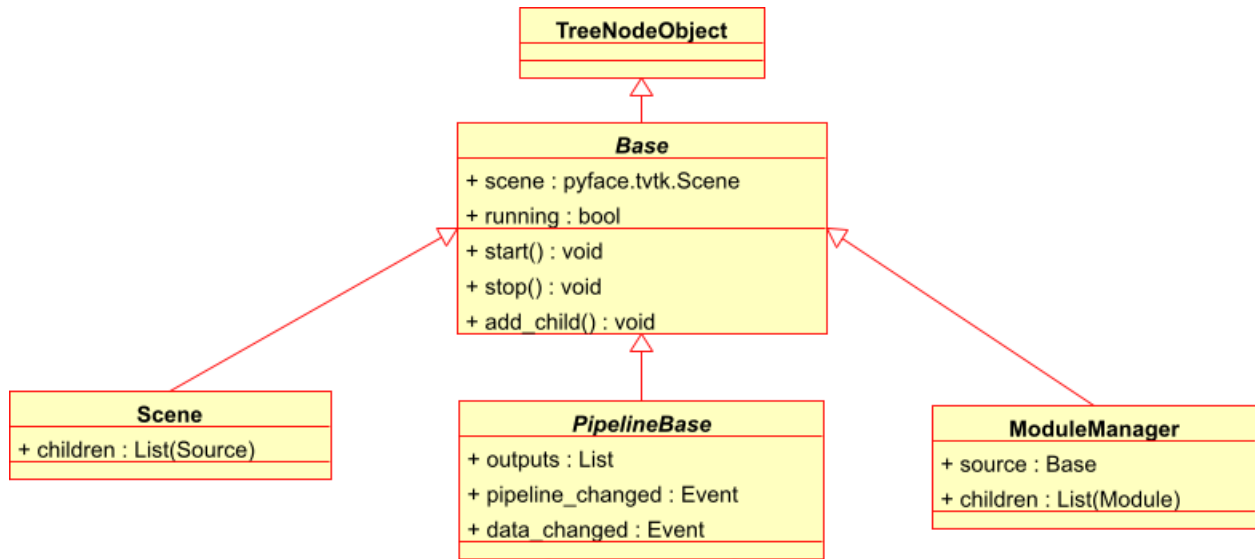 TreeNodeObject
Base
+ scene : pyface.tvtk.Scene
+ running : bool
+ start() : void
+ stop() : void
+ add_child() : void
Scene
+ children : List(Source)
PipelineBase
+ outputs : List
+ pipeline_changed : Event
+ data_changed : Event
ModuleManager
+ source : Base
+ children : List(Module)